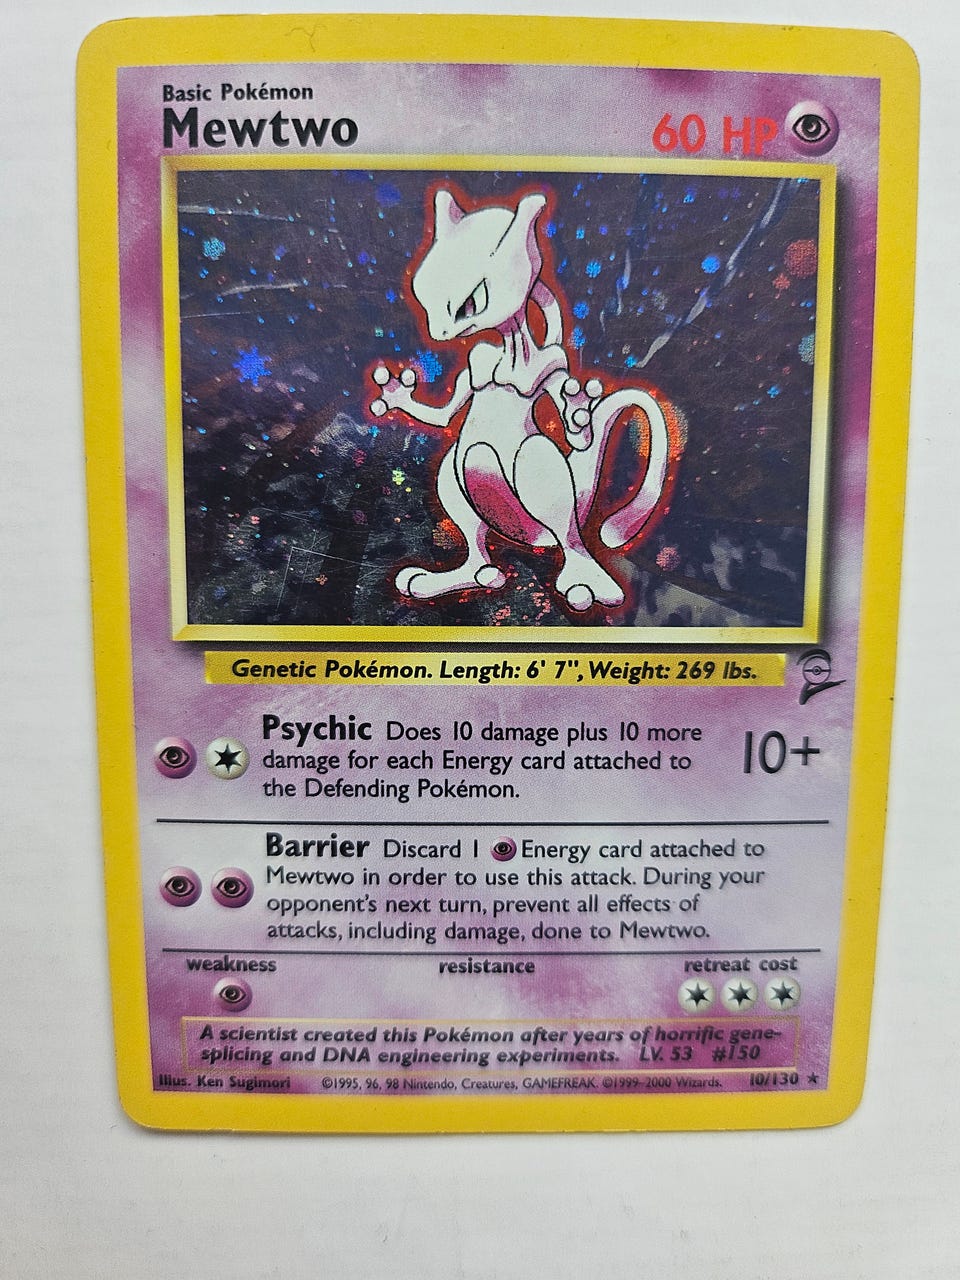 Basic Pokémon
Mewtwo
60 HP
Genetic Pokémon. Length: 6' 7", Weight: 269 lbs.
Psychic Does 10 damage plus 10 more
damage for each Energy card attached to
the Defending Pokémon.
10+
Barrier Discard 1 Energy card attached to
Mewtwo in order to use this attack. During your
opponent's next turn, prevent all effects of
attacks, including damage, done to Mewtwo.
weakness resistance retreat cost
A scientist created this Pokémon after years of horrific gene-
splicing and DNA engineering experiments. LV. 53 #150
Illus. Ken Sugimori ©1995, 96, 98 Nintendo, Creatures, GAMEFREAK. ©1999-2000 Wizards. 10/130 ★